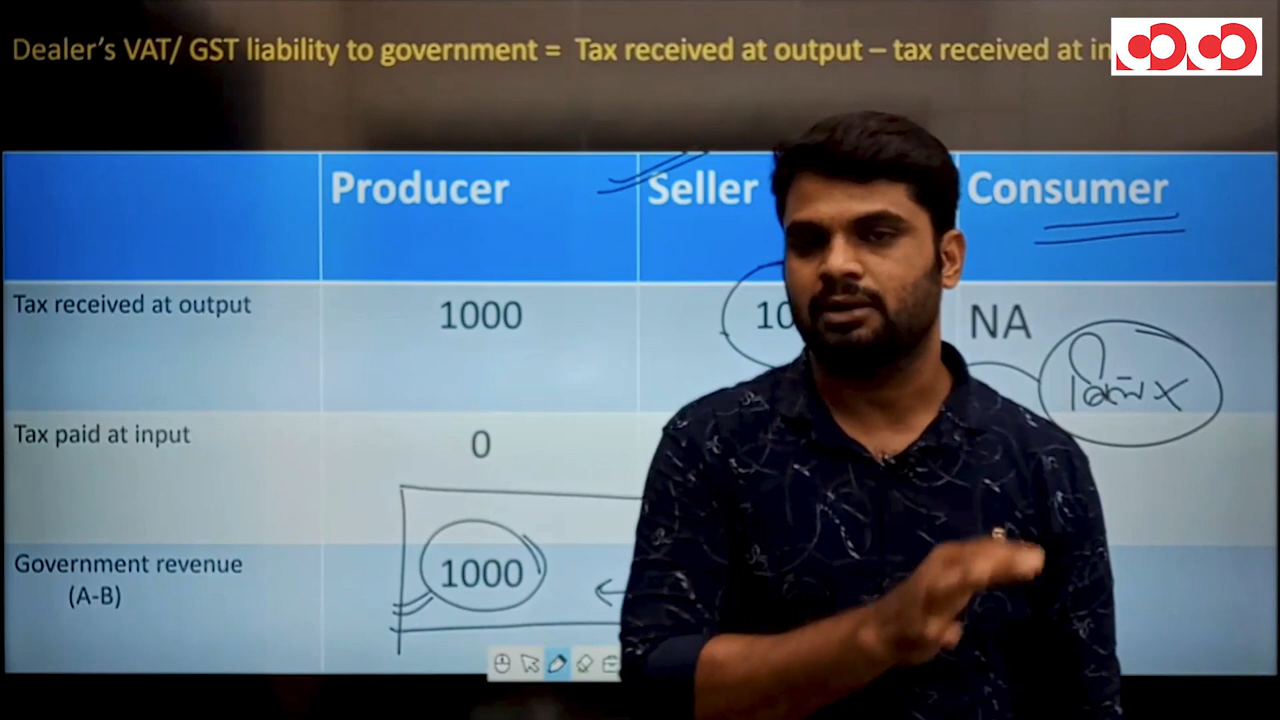 Dealer’s VAT/ GST liability to government = Tax received at output – tax received at in
Producer Seller Consumer
Tax received at output 1000 10 NA
Tax paid at input 0
Government revenue 1000
(A-B)